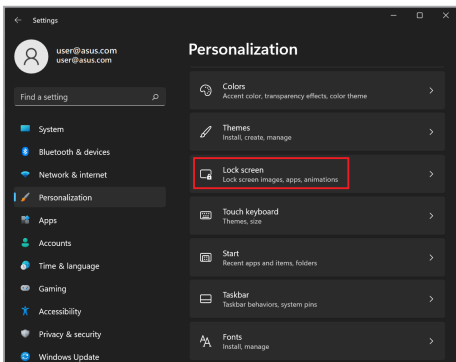 Settings
user@asus.com
user@asus.com
Find a setting
System
Bluetooth & devices
Network & internet
Personalization
Apps
Accounts
Time & language
Gaming
Accessibility
Privacy & security
Windows Update
Personalization
Colors
Accent color, transparency effects, color theme
Themes
Install, create, manage
Lock screen
Lock screen images, apps, animations
Touch keyboard
Themes, size
Start
Recent apps and items, folders
Taskbar
Taskbar behaviors, system pins
Fonts
Install, manage